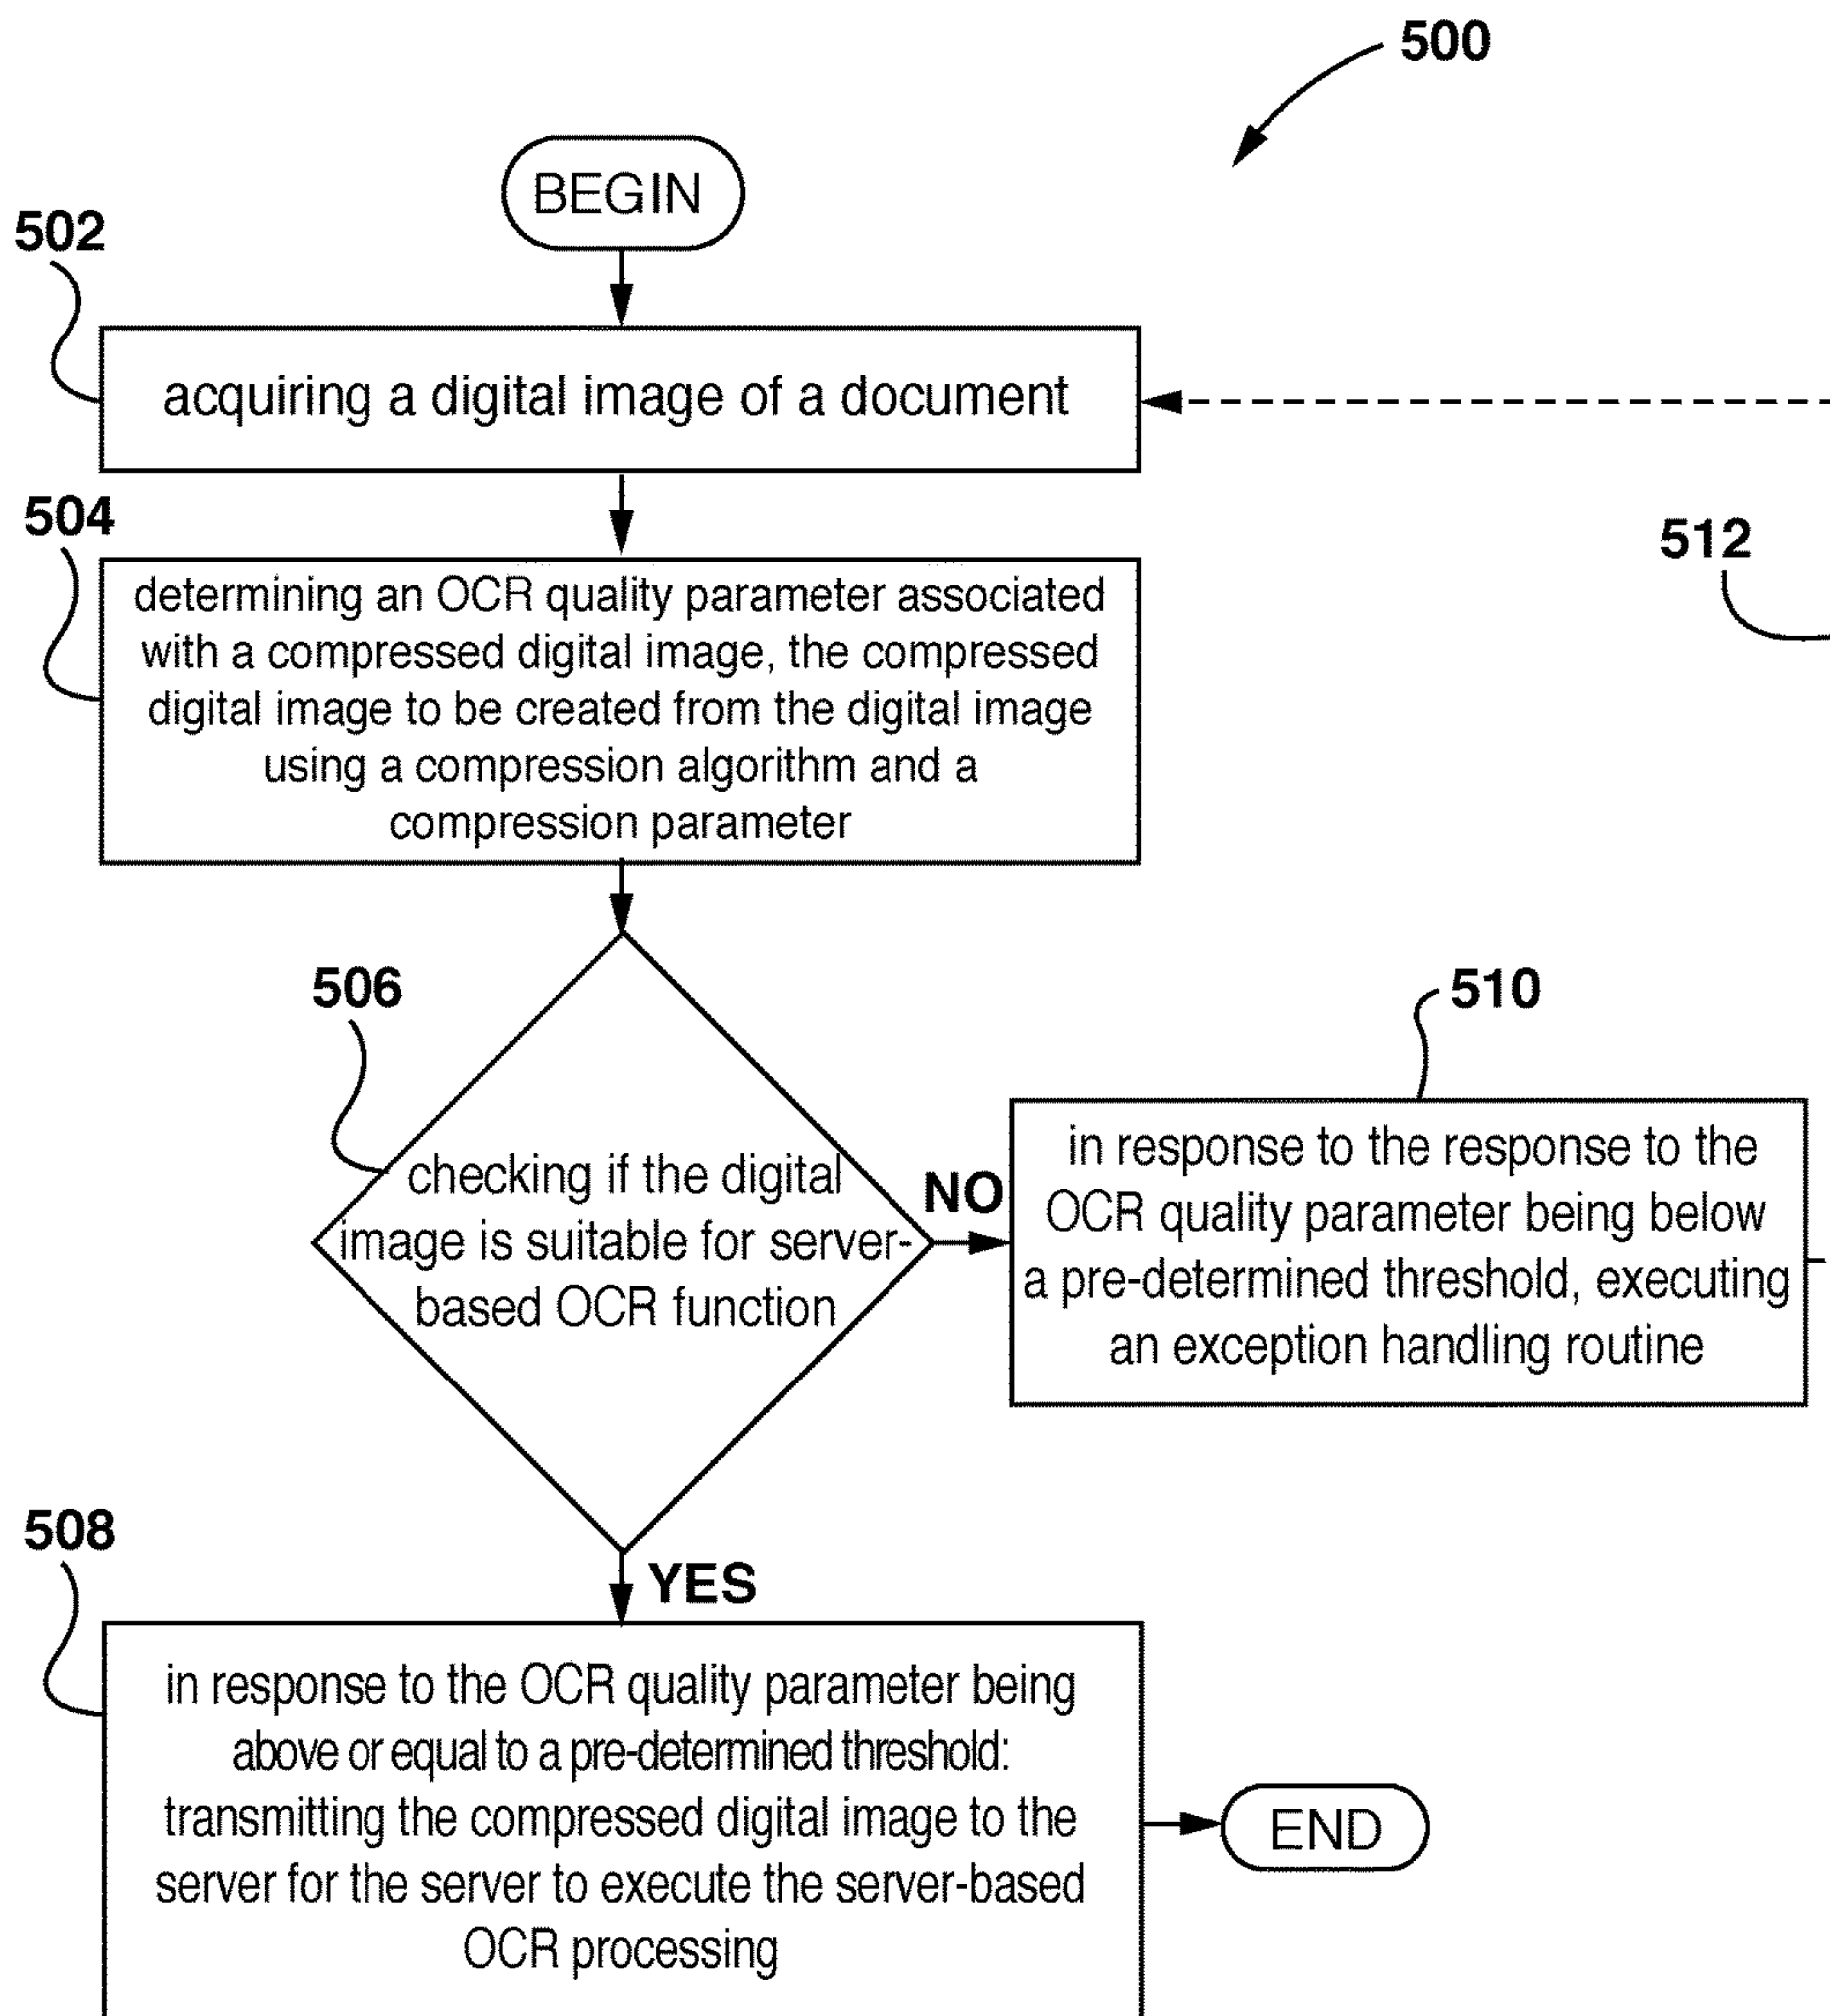 500
BEGIN
502
acquiring a digital image of a document
504
determining an OCR quality parameter associated
with a compressed digital image, the compressed
digital image to be created from the digital image
using a compression algorithm and a
compression parameter
512
506
checking if the digital
image is suitable for server-
based OCR function
NO
510
in response to the response to the
OCR quality parameter being below
a pre-determined threshold, executing
an exception handling routine
YES
508
in response to the OCR quality parameter being
above or equal to a pre-determined threshold:
transmitting the compressed digital image to the
server for the server to execute the server-based
OCR processing
END